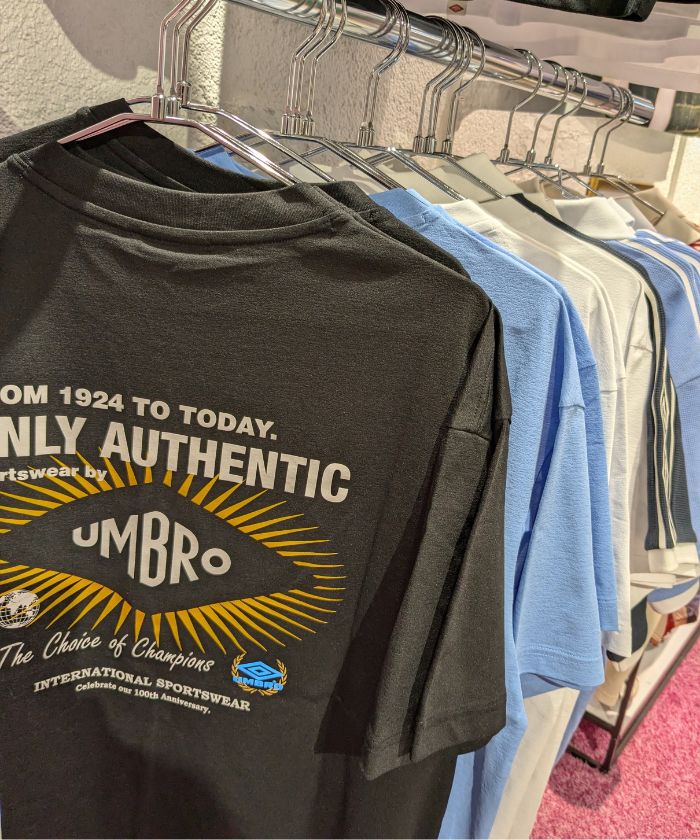 OM 1924 TO TODAY.
NLY AUTHENTIC
rtswear by
UMBRO
The Choice of Champions
INTERNATIONAL SPORTSWEAR
Celebrate our 100th Anniversary.
UMBRO